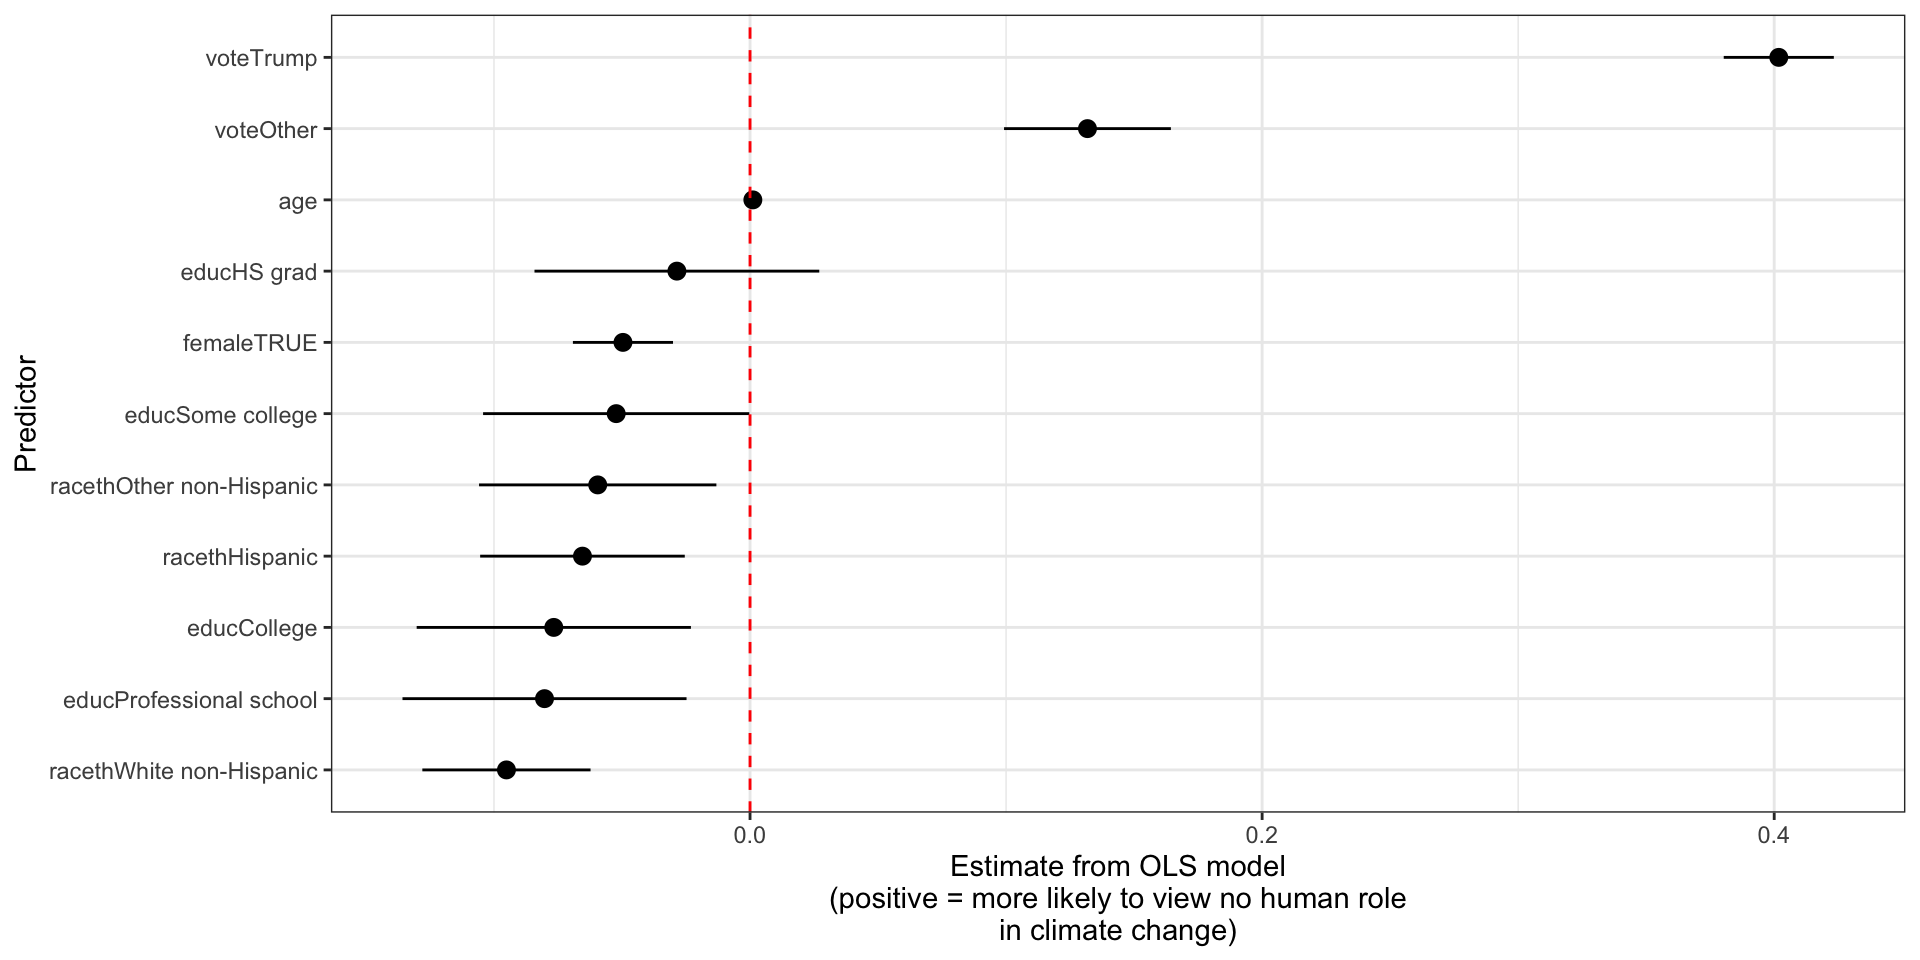 voteTrump
voteOther
age
educHS grad
femaleTRUE
educSome college
racethOther non-Hispanic
racethHispanic
educCollege
educProfessional school
racethWhite non-Hispanic
Predictor
0.0 0.2 0.4
Estimate from OLS model
(positive = more likely to view no human role
in climate change)